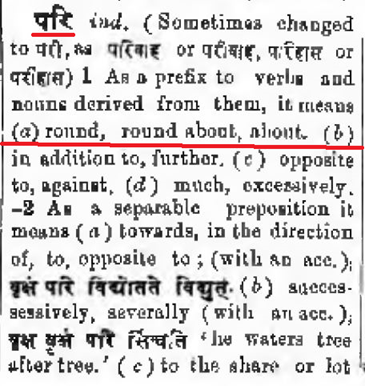 परि ind. (Sometimes changed
to परी, as परिवाह or परीवाह, परिहास or
परीहास) 1 As a prefix to verbs and
nouns derived from them, it means
(a) round, round about, about. (b)
in addition to, further. (c) opposite
to, against. (d) much, excessively.
-2 As a separable preposition it
means (a) towards, in the direction
of, to, opposite to; (with an acc.);
वृक्षं परि विद्योतते विद्युत्. (b) succes-
sessively, severally (with an acc.);
वृक्षं वृक्षं परि सिंचति 'he waters tree
after tree.' (c) to the share or lot